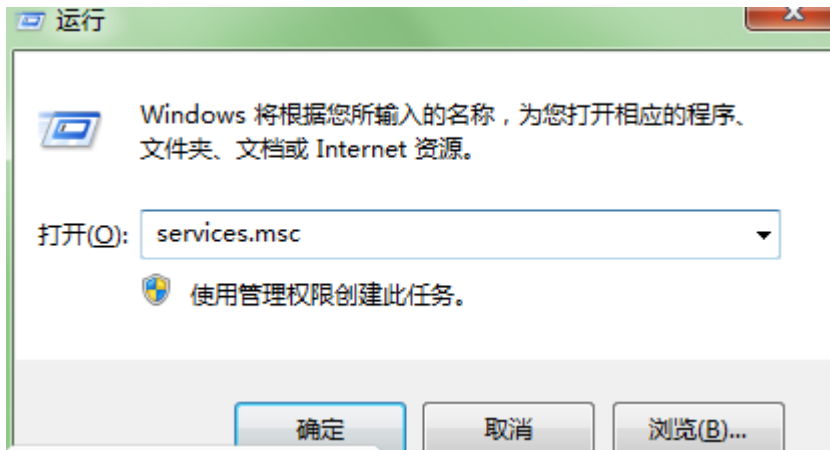 运行
Windows 将根据您所输入的名称，为您打开相应的程序、
文件夹、文档或 Internet 资源。
打开(O): services.msc
使用管理权限创建此任务。
确定 取消 浏览(B)...